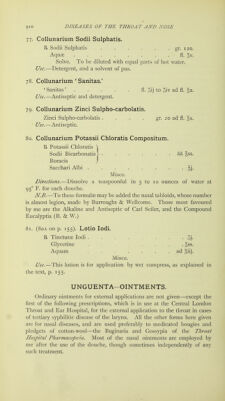 910 DISEASES OF THE THROAT AND NOSE
77. Collunarium Sodii Sulphatis.
℞ Sodii Sulphatis . . . . . . gr. 120.
Aquæ . . . . . . fl. ℥x.
Solve. To be diluted with equal parts of hot water.
Use.—Detergent, and a solvent of pus.
78. Collunarium 'Sanitas.'
'Sanitas' . . . . . fl. ʒij to ʒiv ad fl. ℥x.
Use.—Antiseptic and detergent.
79. Collunarium Zinci Sulpho-carbolatis.
Zinci Sulpho-carbolatis . . . . . gr. 20 ad fl. ℥x.
Use.—Antiseptic.
80. Collunarium Potassii Chloratis Compositum.
℞ Potassii Chloratis
Sodii Bicarbonatis . . . . . āā ℥iss.
Boracis
Sacchari Albi . . . . . . ℥j.
Misce.
Directions.—Dissolve a teaspoonful in 5 to 10 ounces of water at
95° F. for each douche.
N.B.—To these formulæ may be added the nasal tabloids, whose number
is almost legion, made by Burroughs & Wellcome. Those most favoured
by me are the Alkaline and Antiseptic of Carl Seiler, and the Compound
Eucalyptia (B. & W.)
81. (80A on p. 155). Lotio Iodi.
℞ Tincturæ Iodi . . . . . . ʒj.
Glycerine . . . . . .
Aquam . . . . . .
Misce.
Use.—This lotion is for application by wet compress, as explained in
the text, p. 155.
UNGUENTA—OINTMENTS.
Ordinary ointments for external applications are not given—except the
first of the following prescriptions, which is in use at the Central London
Throat and Ear Hospital, for the external application to the throat in cases
of tertiary syphilitic disease of the larynx. All the other forms here given
are for nasal diseases, and are used preferably to medicated bougies and
pledgets of cotton-wool—the Buginaria and Gossypia of the Throat
Hospital Pharmacopœia. Most of the nasal ointments are employed by
me after the use of the douche, though sometimes independently of any
such treatment.